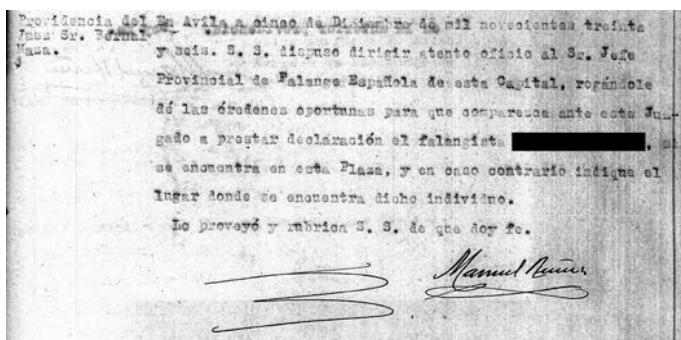 Providencia del
Juez Sr. Bernal
Maza.
En Avila a cinco de Diciembre de mil novecientos treinta
y seis. S. S. dispuso dirigir atento oficio al Sr. Jefe
Provincial de Falange Española de esta Capital, rogándole
dé las órdenes oportunas para que comparezca ante este Juz-
gado a prestar declaración el falangista , si
se encuentra en esta Plaza, y en caso contrario indique el
lugar donde se encuentra dicho individuo.
Lo proveyó y rubrica S. S. de que doy fe.
Manuel